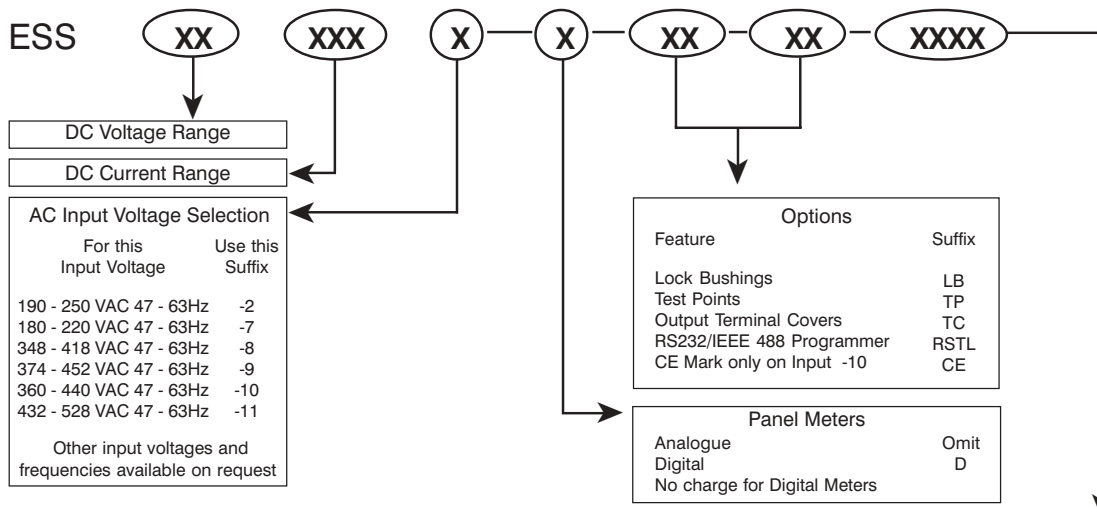 ESS XX XXX X X XX XX XXXX
DC Voltage Range
DC Current Range
AC Input Voltage Selection
For this Use this
Input Voltage Suffix
190 - 250 VAC 47 - 63Hz -2
180 - 220 VAC 47 - 63Hz -7
348 - 418 VAC 47 - 63Hz -8
374 - 452 VAC 47 - 63Hz -9
360 - 440 VAC 47 - 63Hz -10
432 - 528 VAC 47 - 63Hz -11
Other input voltages and
frequencies available on request
Options
Feature Suffix
Lock Bushings LB
Test Points TP
Output Terminal Covers TC
RS232/IEEE 488 Programmer RSTL
CE Mark only on Input -10 CE
Panel Meters
Analogue Omit
Digital D
No charge for Digital Meters